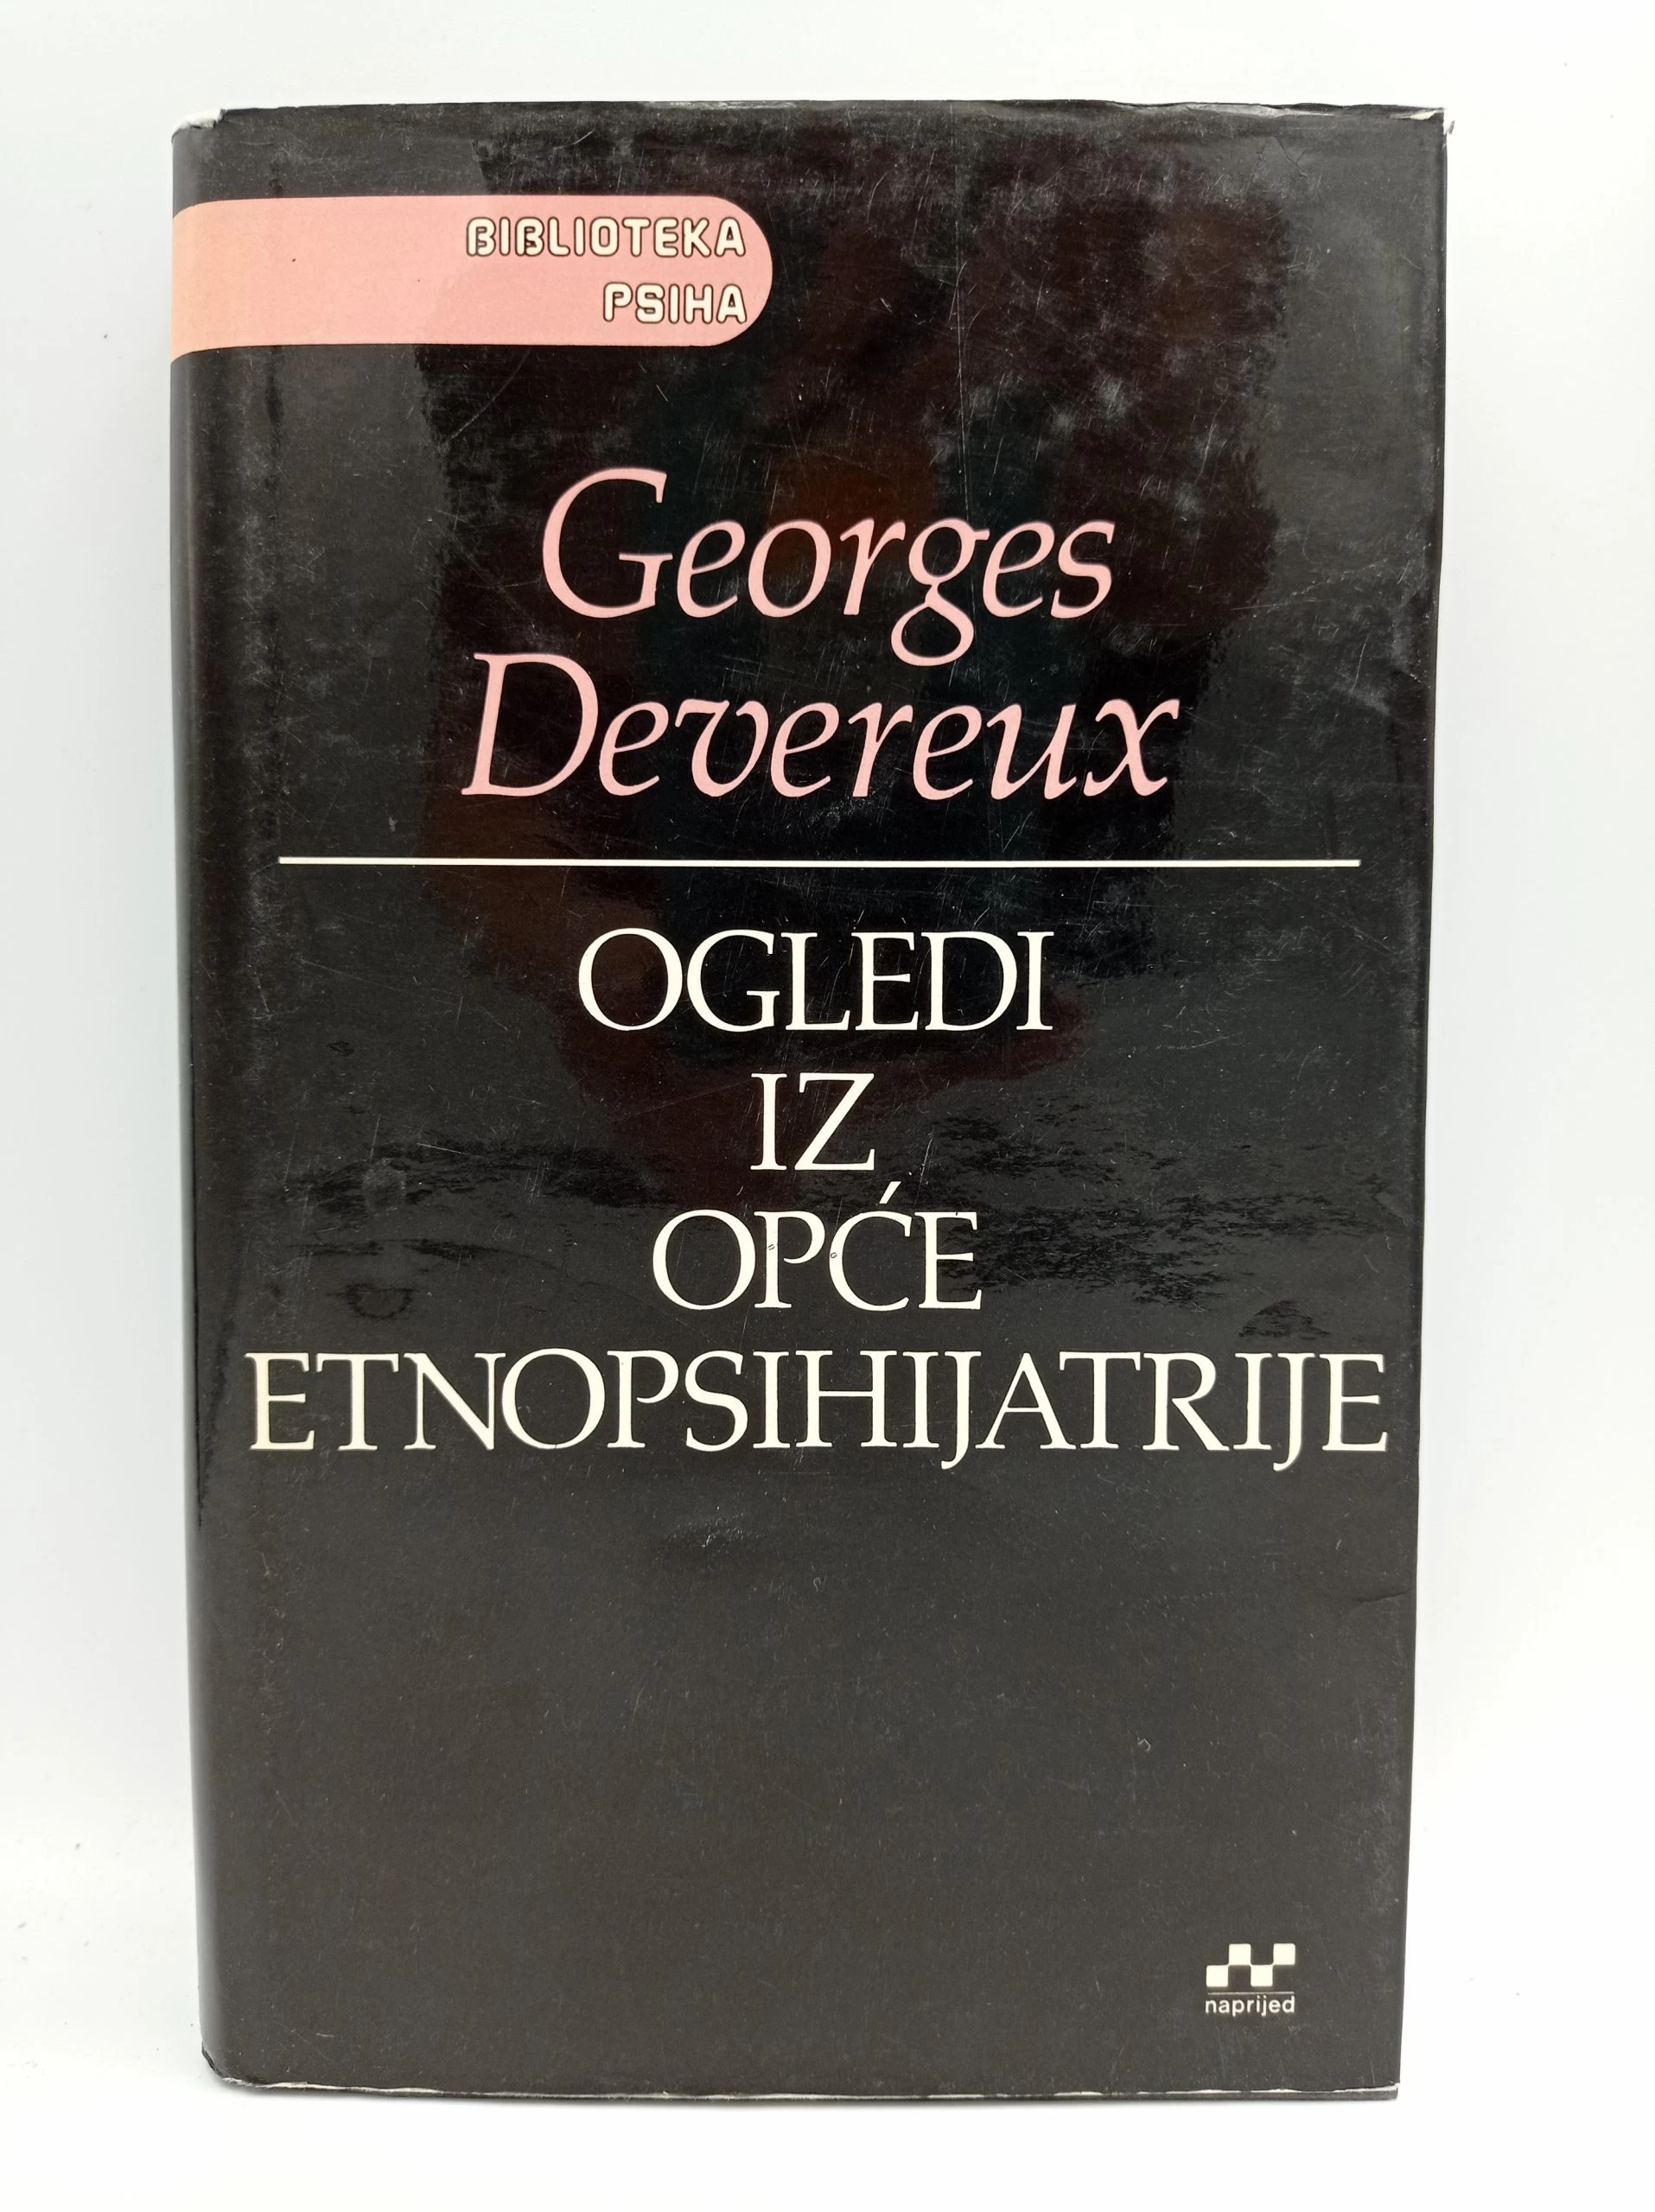 BIBLIOTEKA
PSIHA
Georges
Devereux
OGLEDI
IZ
OPĆE
ETNOPSIHIJATRIJE
naprijed